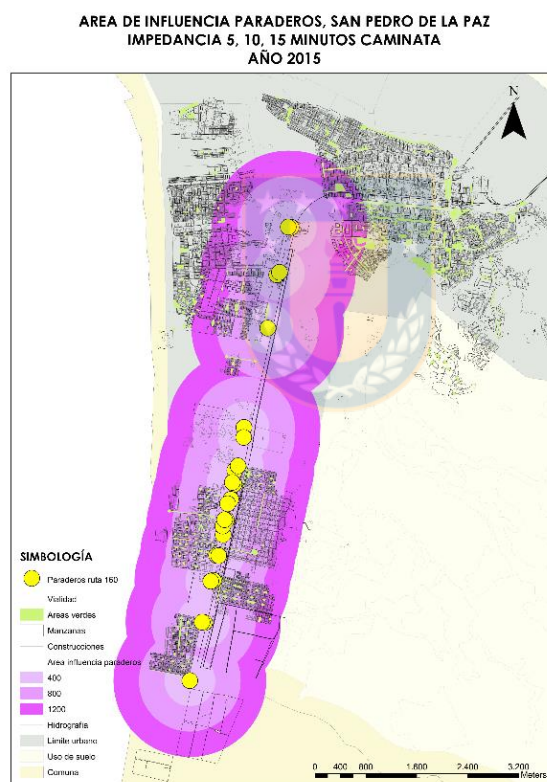 AREA DE INFLUENCIA PARADEROS, SAN PEDRO DE LA PAZ
IMPEDANCIA 5, 10, 15 MINUTOS CAMINATA
AÑO 2015
N
SIMBOLOGÍA
Paraderos ruta 160
Vialidad
Areas verdes
Manzanas
Construcciones
Area influencia paraderos
400
800
1200
Hidrografia
Limite urbano
Uso de suelo
Comuna
0 400 800 1.600 2.400 3.200
Meters